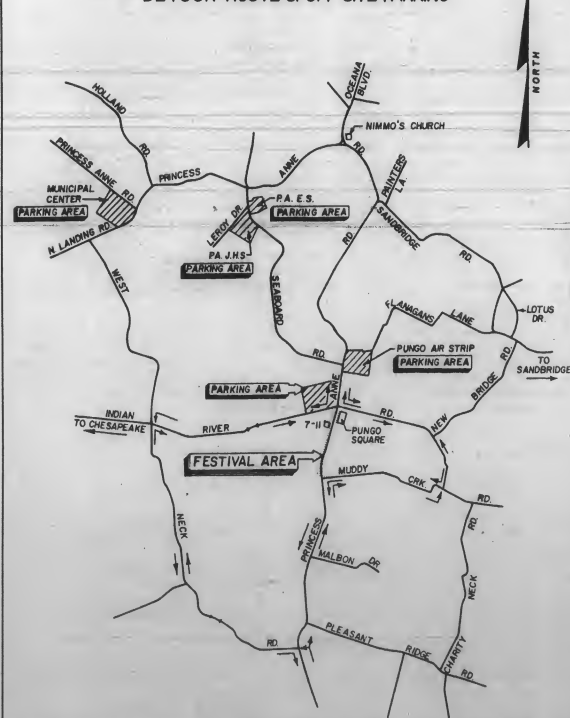 DETOUR ROUTE & OFF-SITE PARKING
NORTH
OCEANA
BLVD.
HOLLAND
RD.
NIMMO'S CHURCH
PRINCESS ANNE RD.
PRINCESS ANNE RD.
PAINTERS
LA.
MUNICIPAL
CENTER
PARKING AREA
P.A. E.S.
PARKING AREA
LEROY DR.
SANDBRIDGE RD.
N. LANDING RD.
P.A. J.H.S
PARKING AREA
WEST
RD.
SEABOARD
RD.
FLANAGANS LANE
LOTUS
DR.
PUNGO AIR STRIP
PARKING AREA
TO
SANDBRIDGE
PARKING AREA
ANNE
RD.
NEW
BRIDGE
RD.
INDIAN
RIVER
TO CHESAPEAKE
7-11
PUNGO
SQUARE
FESTIVAL AREA
MUDDY
CRK.
RD.
NECK
RD.
PRINCESS
MALBON DR
NECK
CHARITY
RD.
PLEASANT
RIDGE
RD.